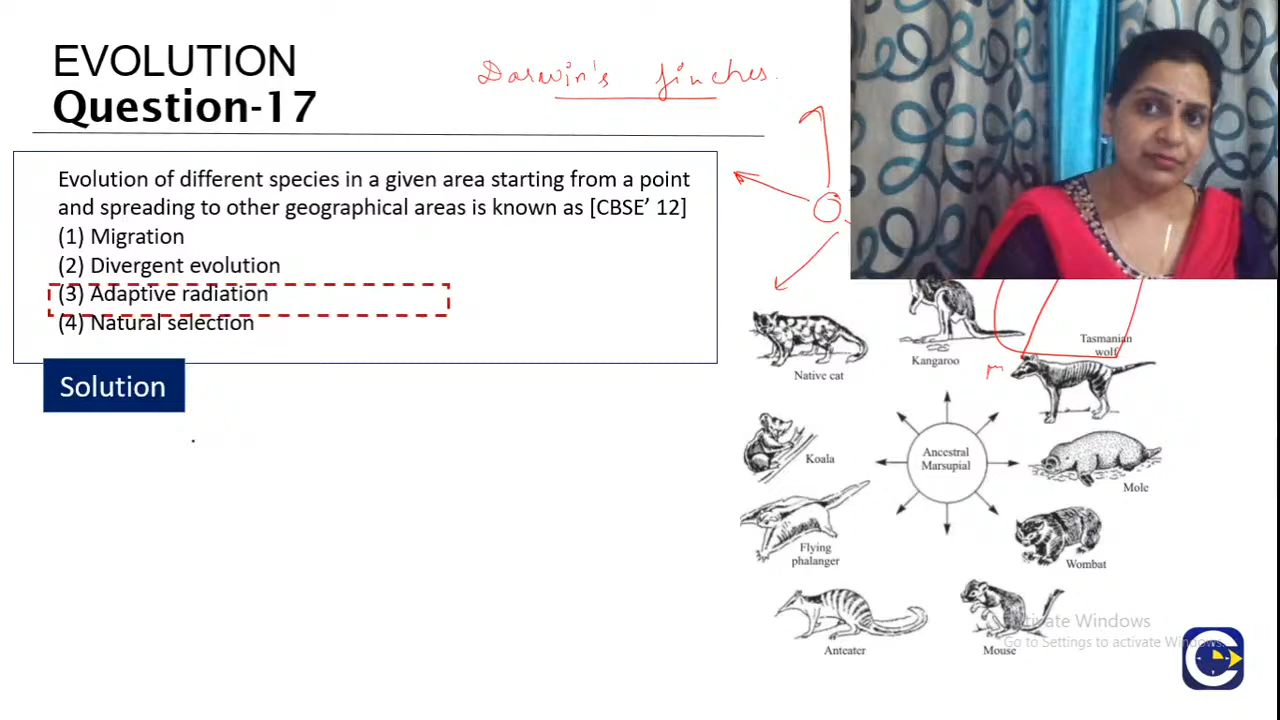 EVOLUTION
Question-17
Darwin's finches.
Evolution of different species in a given area starting from a point
and spreading to other geographical areas is known as [CBSE' 12]
(1) Migration
(2) Divergent evolution
(3) Adaptive radiation
(4) Natural selection
Solution
Native cat
Kangaroo
Tasmanian
wolf
Koala
Ancestral
Marsupial
Mole
Flying
phalanger
Wombat
Anteater
Mouse
Activate Windows
Go to Settings to activate Windows.